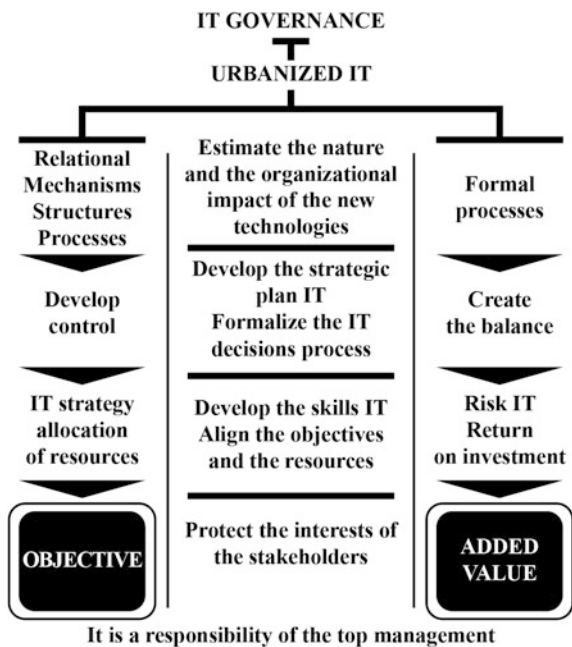 IT GOVERNANCE
URBANIZED IT
Relational
Mechanisms
Structures
Processes
Develop
control
IT strategy
allocation
of resources
OBJECTIVE
Estimate the nature
and the organizational
impact of the new
technologies
Develop the strategic
plan IT
Formalize the IT
decisions process
Develop the skills IT
Align the objectives
and the resources
Protect the interests of
the stakeholders
Formal
processes
Create
the balance
Risk IT
Return
on investment
ADDED
VALUE
It is a responsibility of the top management